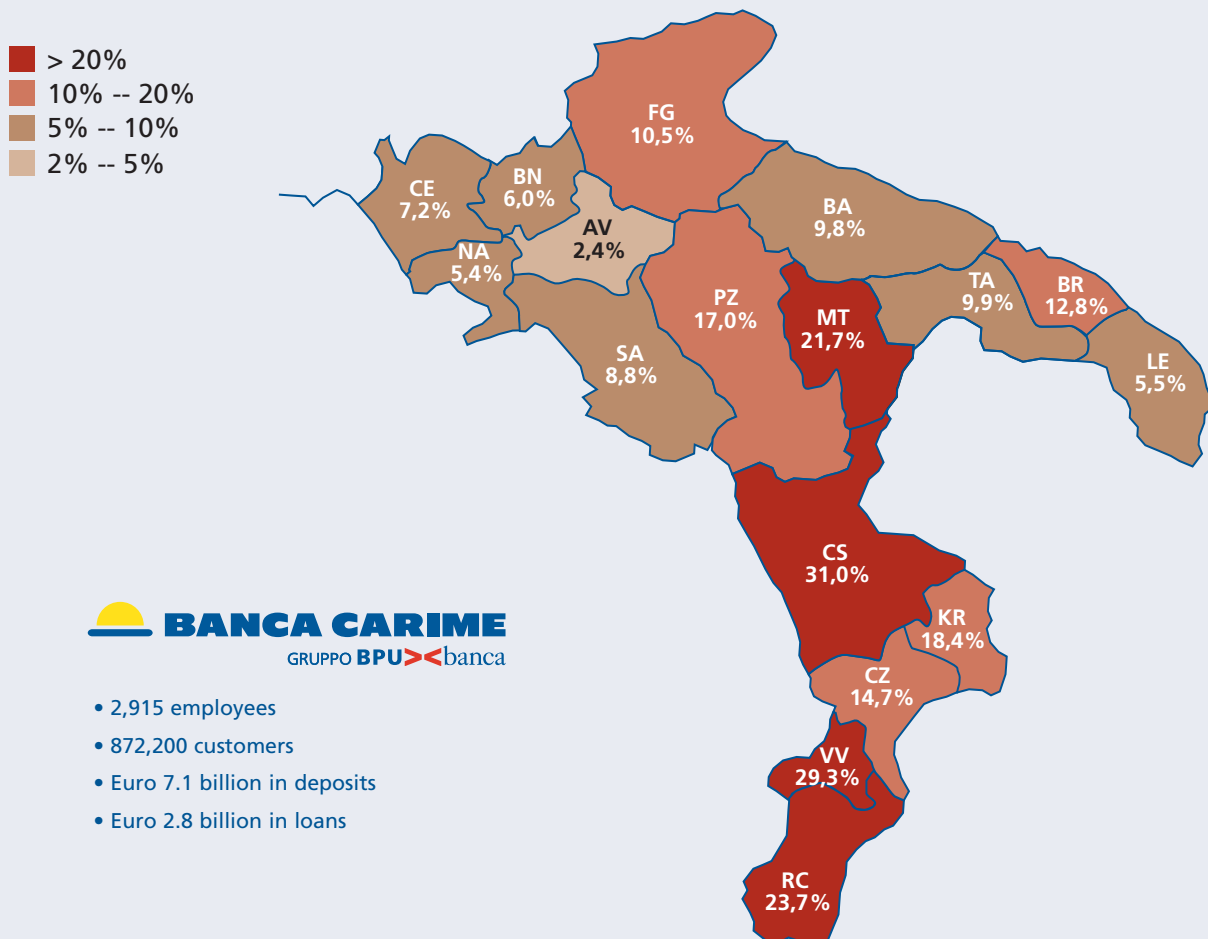 > 20%
10% -- 20%
5% -- 10%
2% -- 5%
FG
10,5%
BN
6,0%
CE
7,2%
BA
9,8%
AV
2,4%
NA
5,4%
TA
9,9%
BR
12,8%
PZ
17,0%
MT
21,7%
SA
8,8%
LE
5,5%
CS
31,0%
KR
18,4%
CZ
14,7%
VV
29,3%
RC
23,7%
BANCA CARIME
GRUPPO BPU><banca
• 2,915 employees
• 872,200 customers
• Euro 7.1 billion in deposits
• Euro 2.8 billion in loans